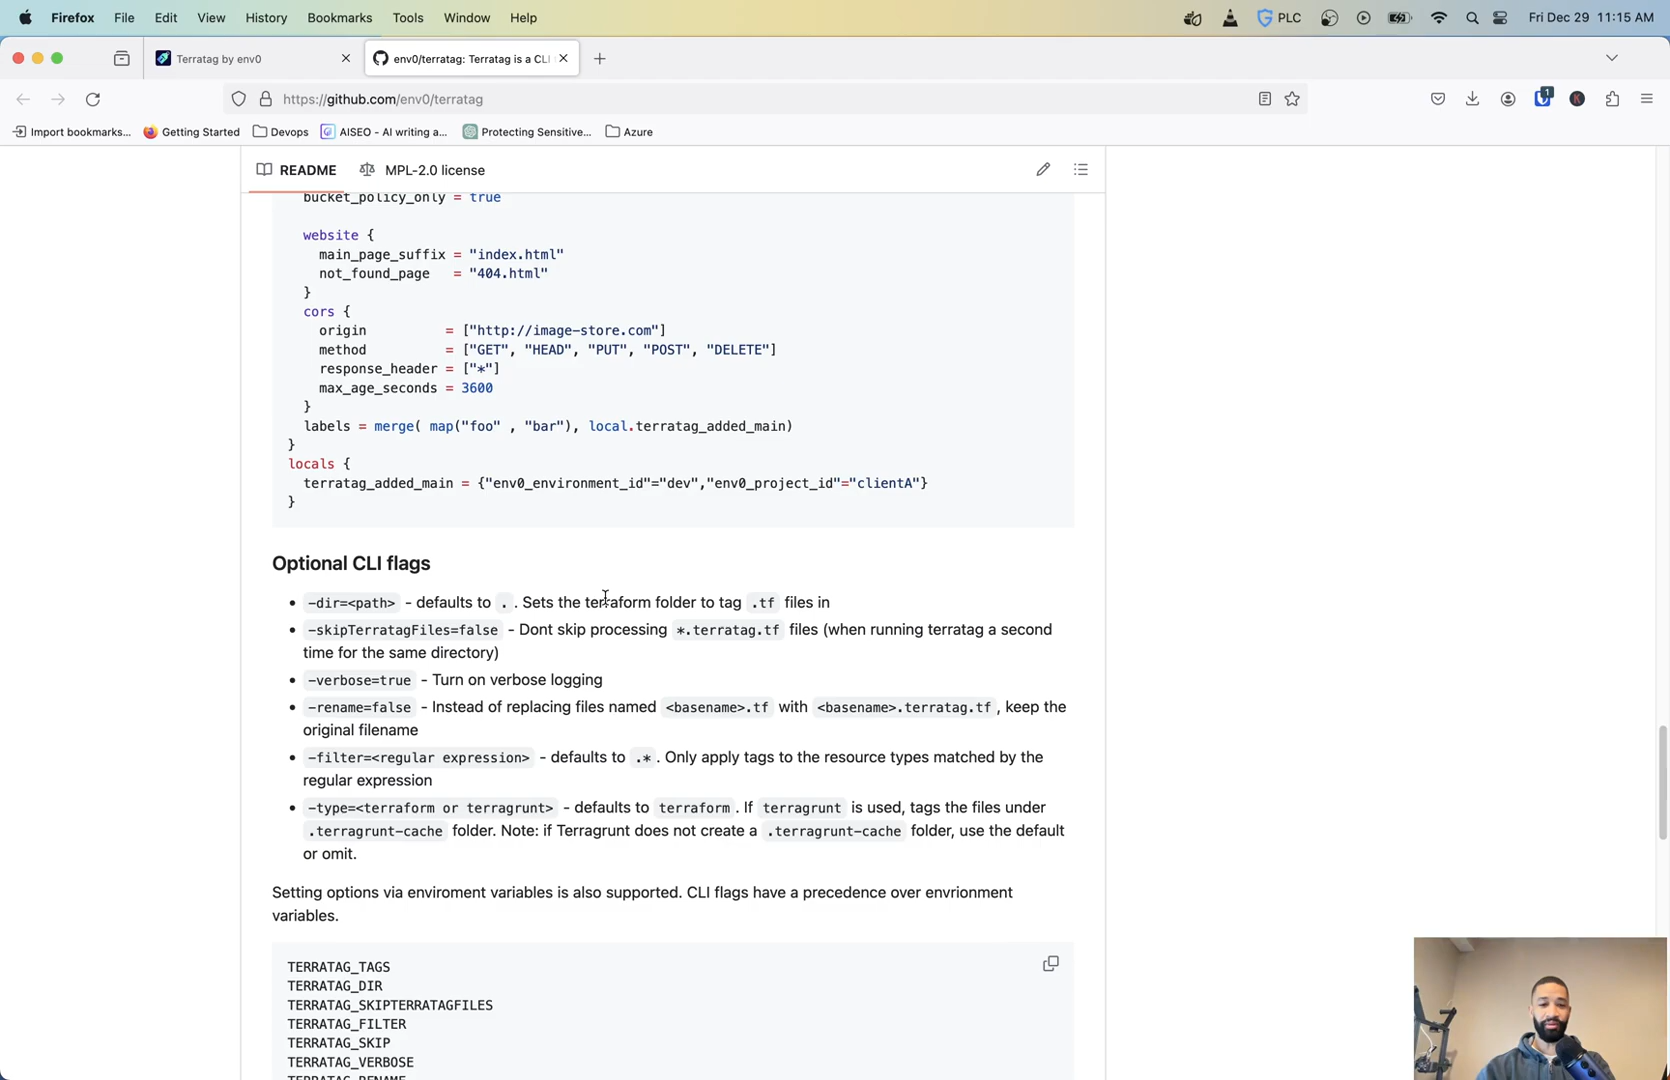 Firefox File Edit View History Bookmarks Tools Window Help PLC Fri Dec 29 11:15 AM
Terratag by env0 env0/terratag: Terratag is a CLI
https://github.com/env0/terratag 1 K
Import bookmarks... Getting Started Devops AISEO - AI writing a... Protecting Sensitive... Azure
README MPL-2.0 license
bucket_policy_only = true
website {
main_page_suffix = "index.html"
not_found_page = "404.html"
}
cors {
origin = ["http://image-store.com"]
method = ["GET", "HEAD", "PUT", "POST", "DELETE"]
response_header = ["*"]
max_age_seconds = 3600
}
labels = merge( map("foo" , "bar"), local.terratag_added_main)
}
locals {
terratag_added_main = {"env0_environment_id"="dev","env0_project_id"="clientA"}
}
Optional CLI flags
• -dir=<path> - defaults to . . Sets the terraform folder to tag .tf files in
• -skipTerratagFiles=false - Dont skip processing *.terratag.tf files (when running terratag a second
time for the same directory)
• -verbose=true - Turn on verbose logging
• -rename=false - Instead of replacing files named <basename>.tf with <basename>.terratag.tf , keep the
original filename
• -filter=<regular expression> - defaults to .* . Only apply tags to the resource types matched by the
regular expression
• -type=<terraform or terragrunt> - defaults to terraform . If terragrunt is used, tags the files under
.terragrunt-cache folder. Note: if Terragrunt does not create a .terragrunt-cache folder, use the default
or omit.
Setting options via enviroment variables is also supported. CLI flags have a precedence over envrionment
variables.
TERRATAG_TAGS
TERRATAG_DIR
TERRATAG_SKIPTERRATAGFILES
TERRATAG_FILTER
TERRATAG_SKIP
TERRATAG_VERBOSE
TERRATAG_RENAME